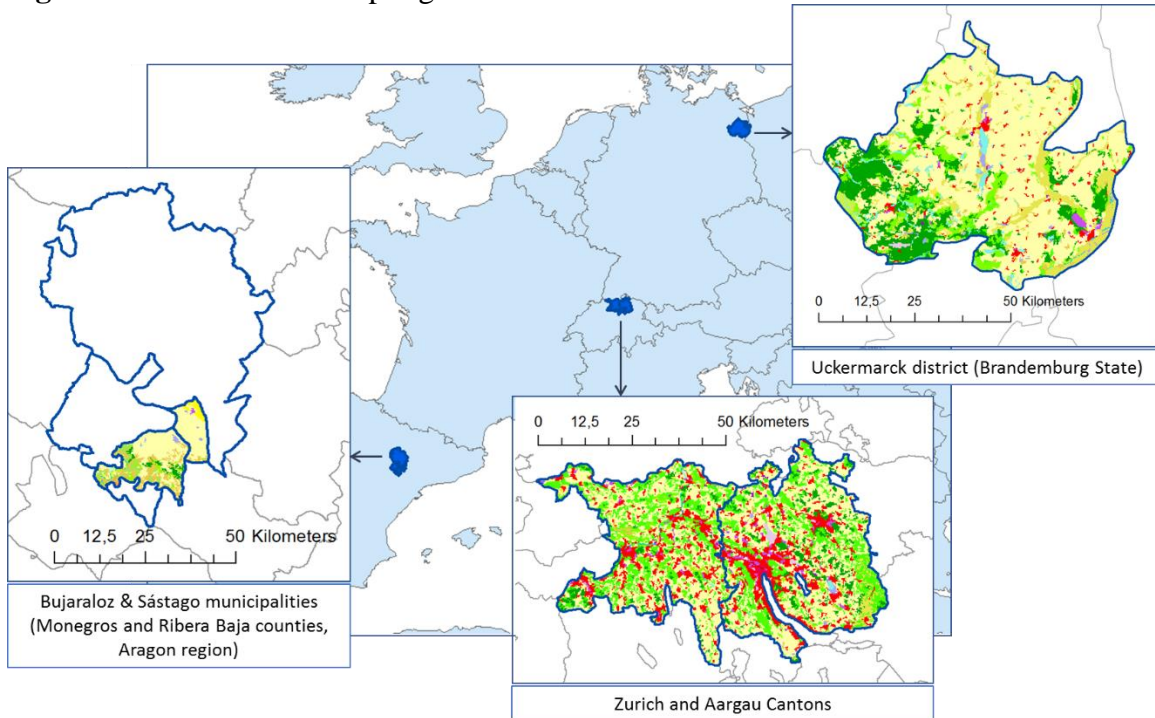 0 12,5 25 50 Kilometers
Uckermarck district (Brandemburg State)
0 12,5 25 50 Kilometers
0 12,5 25 50 Kilometers
Bujaraloz & Sástago municipalities
(Monegros and Ribera Baja counties,
Aragon region)
Zurich and Aargau Cantons